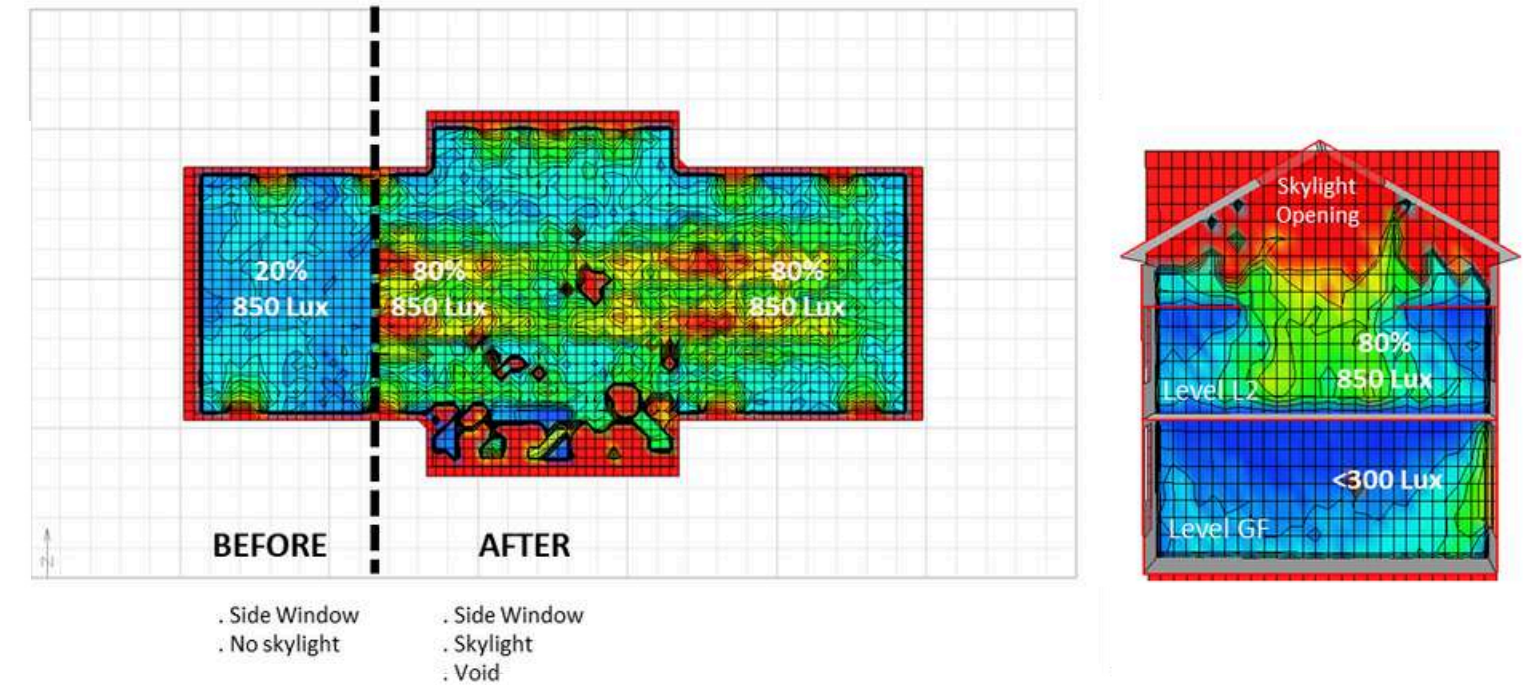 20%
850 Lux
80%
850 Lux
80%
850 Lux
BEFORE
AFTER
N
. Side Window
. No skylight
. Side Window
. Skylight
. Void
Skylight
Opening
80%
850 Lux
Level L2
<300 Lux
Level GF